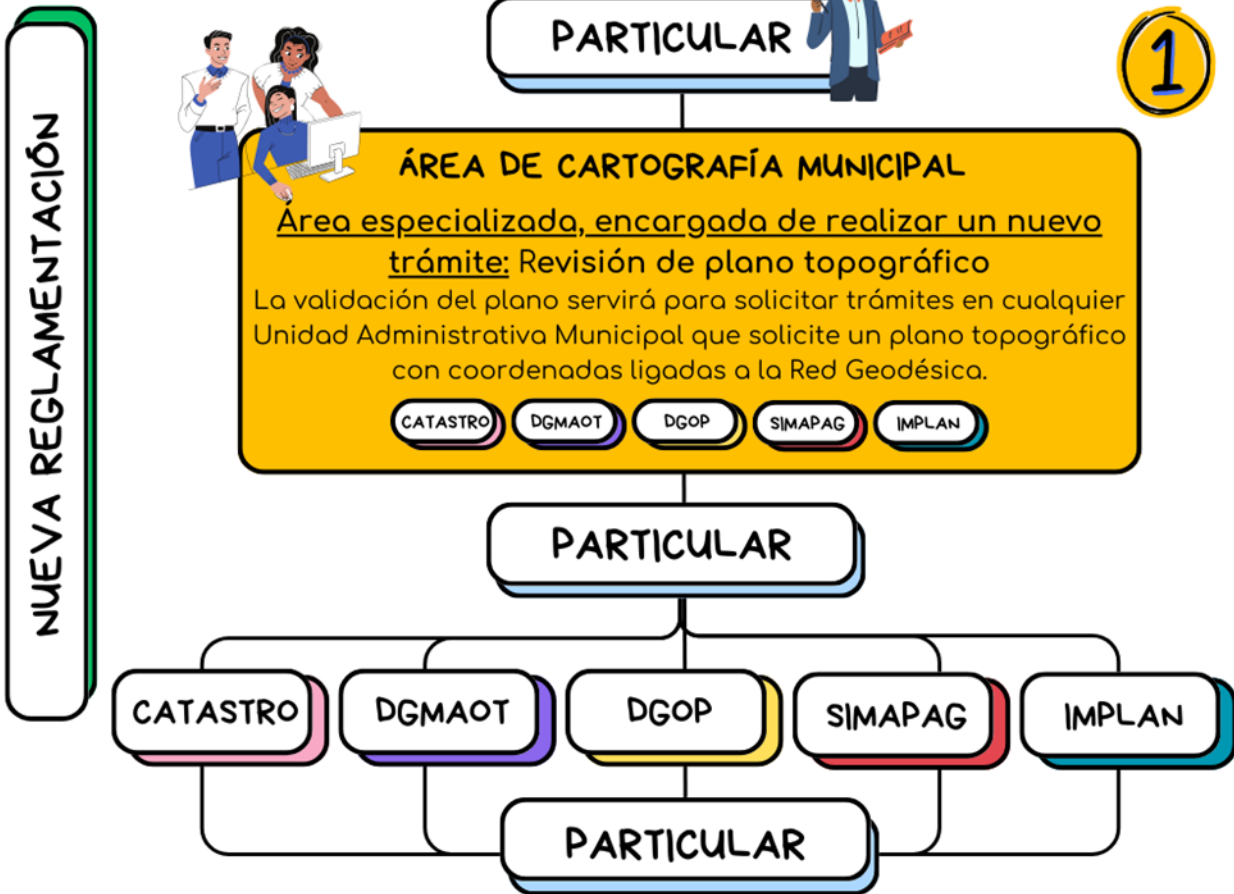 NUEVA REGLAMENTACIÓN
PARTICULAR
1
ÁREA DE CARTOGRAFÍA MUNICIPAL
Área especializada, encargada de realizar un nuevo
trámite: Revisión de plano topográfico
La validación del plano servirá para solicitar trámites en cualquier
Unidad Administrativa Municipal que solicite un plano topográfico
con coordenadas ligadas a la Red Geodésica.
CATASTRO DGMAOT DGOP SIMAPAG IMPLAN
PARTICULAR
CATASTRO DGMAOT DGOP SIMAPAG IMPLAN
PARTICULAR